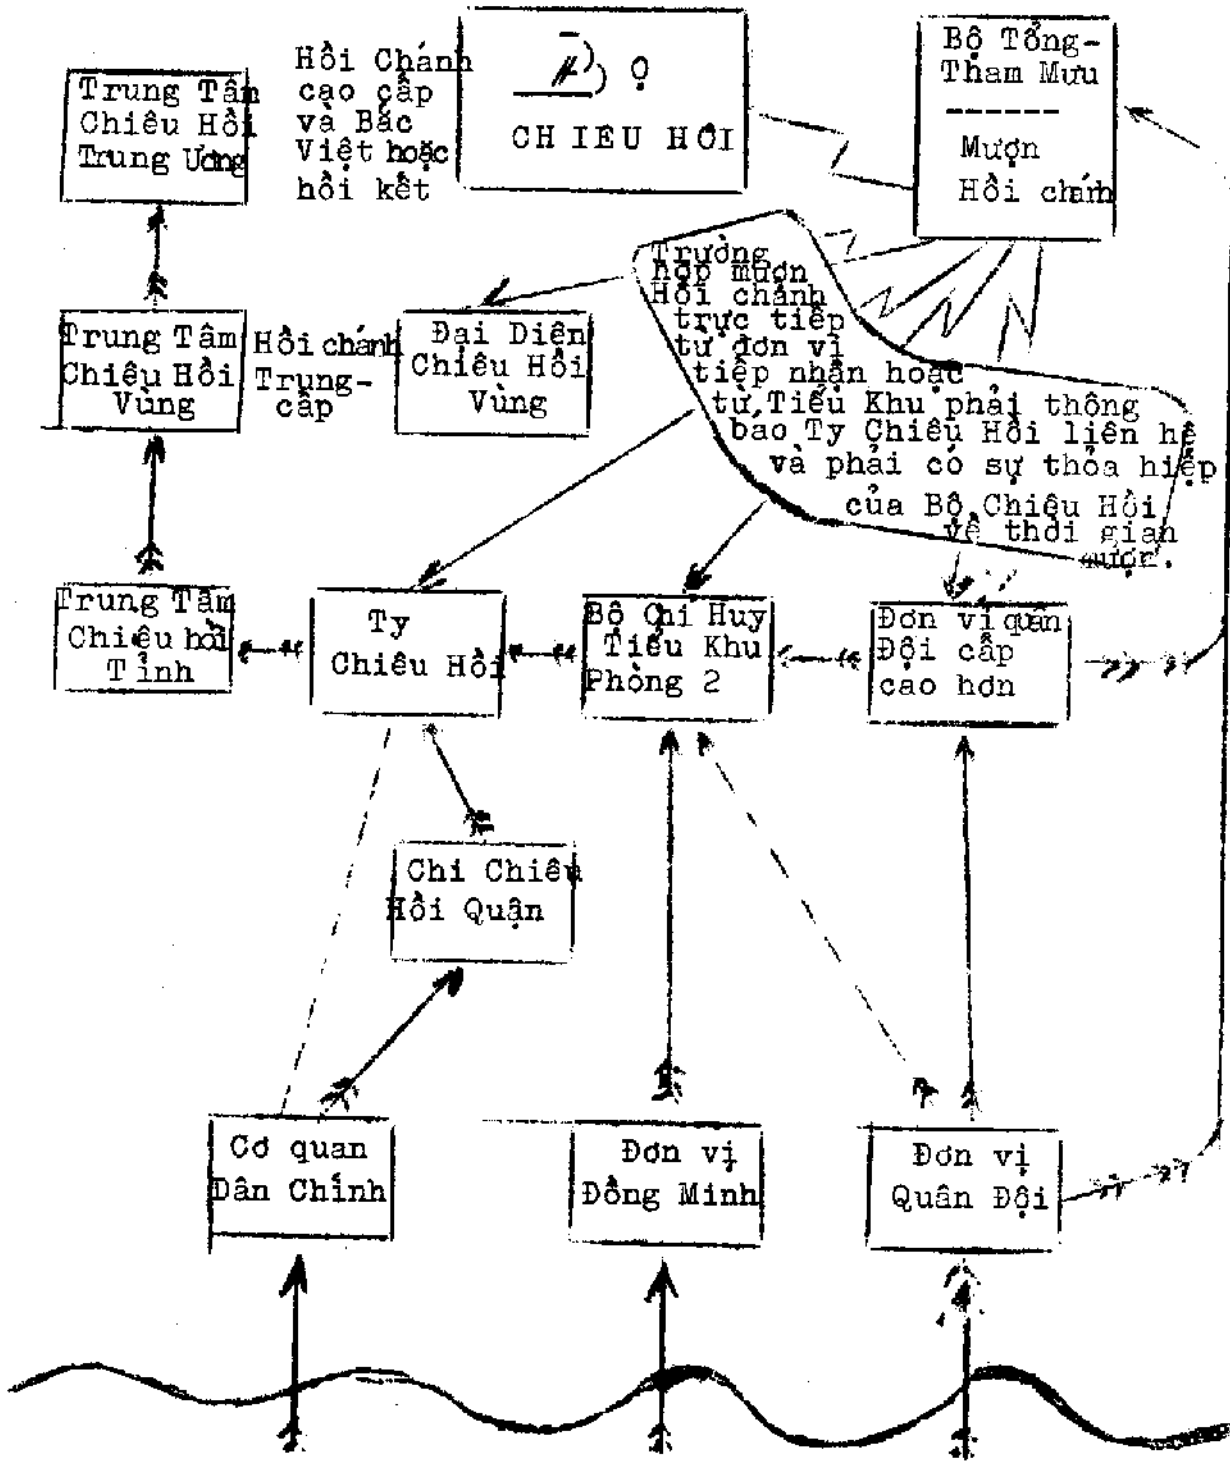 Trung Tâm
Chiêu Hồi
Trung Ương
Hồi Chánh
cao cấp
và Bắc
Việt hoặc
hồi kết
CHIÊU HỒI
Bộ Tổng-
Tham Mưu
-------
Mượn
Hồi chánh
Trường
hợp mượn
Hồi chánh
trực tiếp
từ đơn vị
tiếp nhận hoặc
từ Tiểu Khu phải thông
báo Ty Chiêu Hồi liên hệ
và phải có sự thỏa hiệp
của Bộ Chiêu Hồi
về thời gian
mượn.
Trung Tâm
Chiêu Hồi
Vùng
Hồi chánh
Trung-
cấp
Đại Diên
Chiêu Hồi
Vùng
Trung Tâm
Chiêu hồi
Tỉnh
Ty
Chiêu Hồi
Bộ Chỉ Huy
Tiểu Khu
Phòng 2
Đơn vị quân
Đội cấp
cao hơn
Chi Chiêu
Hồi Quận
Cơ quan
Dân Chính
Đơn vị
Đồng Minh
Đơn vị
Quân Đội